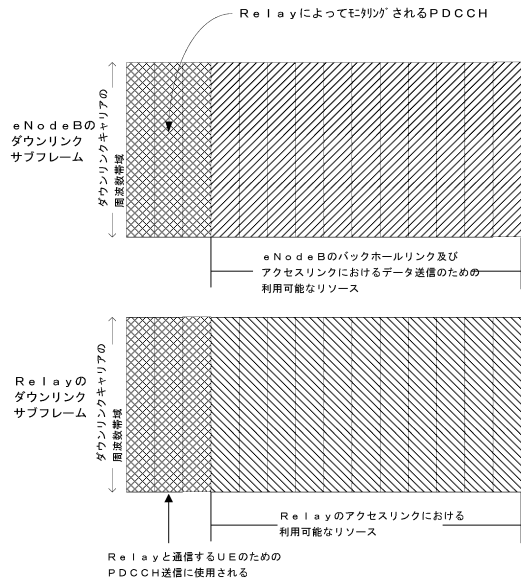 RelayによってモニタリングされるPDCCH
eNodeBの
ダウンリンク
サブフレーム
ダウンリンクキャリアの
周波数帯域
eNodeBのバックホールリンク及び
アクセスリンクにおけるデータ送信のための
利用可能なリソース
Relayの
ダウンリンク
サブフレーム
ダウンリンクキャリアの
周波数帯域
Relayのアクセスリンクにおける
利用可能なリソース
Relayと通信するUEのための
PDCCH送信に使用される